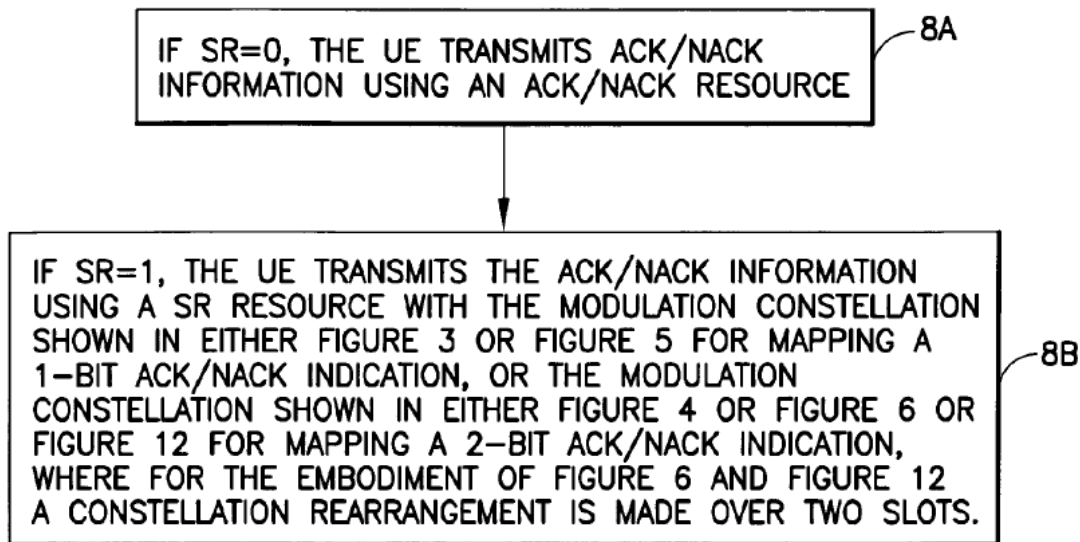 IF SR=0, THE UE TRANSMITS ACK/NACK
INFORMATION USING AN ACK/NACK RESOURCE
8A
IF SR=1, THE UE TRANSMITS THE ACK/NACK INFORMATION
USING A SR RESOURCE WITH THE MODULATION CONSTELLATION
SHOWN IN EITHER FIGURE 3 OR FIGURE 5 FOR MAPPING A
1-BIT ACK/NACK INDICATION, OR THE MODULATION
CONSTELLATION SHOWN IN EITHER FIGURE 4 OR FIGURE 6 OR
FIGURE 12 FOR MAPPING A 2-BIT ACK/NACK INDICATION,
WHERE FOR THE EMBODIMENT OF FIGURE 6 AND FIGURE 12
A CONSTELLATION REARRANGEMENT IS MADE OVER TWO SLOTS.
8B